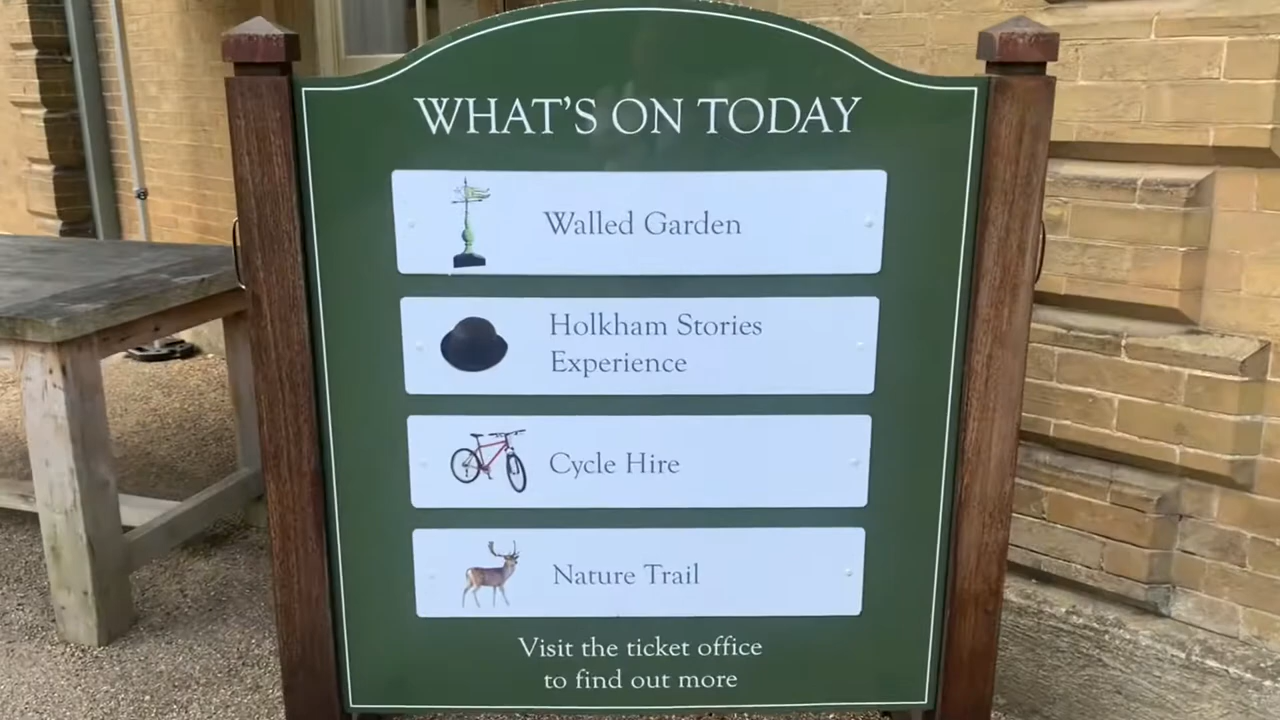 WHAT'S ON TODAY
Walled Garden
Holkham Stories
Experience
Cycle Hire
Nature Trail
Visit the ticket office
to find out more